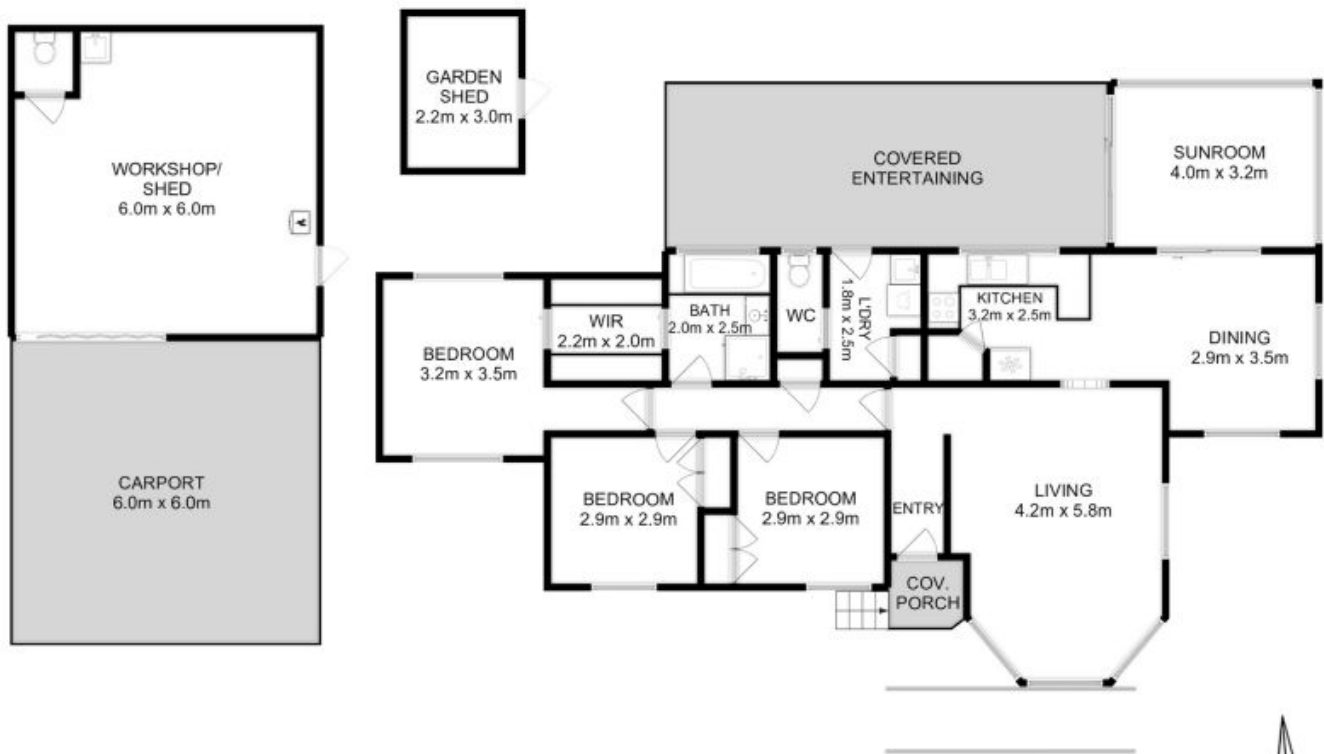 GARDEN
SHED
2.2m x 3.0m
WORKSHOP/
SHED
6.0m x 6.0m
COVERED
ENTERTAINING
SUNROOM
4.0m x 3.2m
BEDROOM
3.2m x 3.5m
WIR
2.2m x 2.0m
BATH
2.0m x 2.5m
WC
L'DRY
1.8m x 2.5m
KITCHEN
3.2m x 2.5m
DINING
2.9m x 3.5m
CARPORT
6.0m x 6.0m
BEDROOM
2.9m x 2.9m
BEDROOM
2.9m x 2.9m
ENTRY
LIVING
4.2m x 5.8m
COV.
PORCH